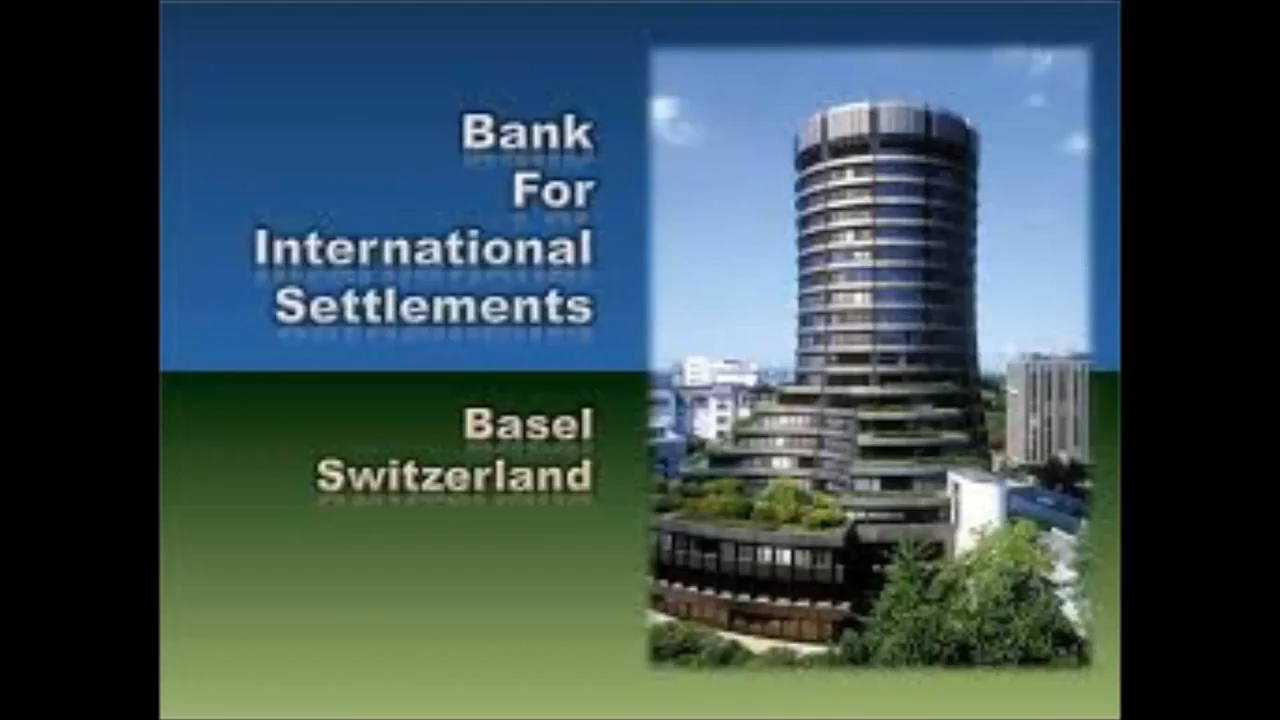 Bank
For
International
Settlements
Basel
Switzerland